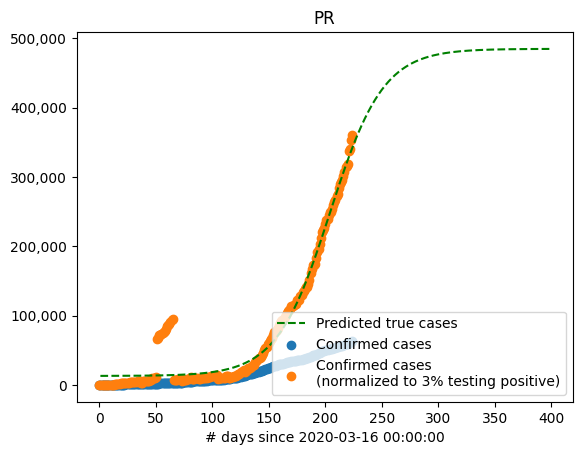 PR
500,000
400,000
300,000
200,000
100,000
0
Predicted true cases
Confirmed cases
Confirmed cases
(normalized to 3% testing positive)
0 50 100 150 200 250 300 350 400
# days since 2020-03-16 00:00:00